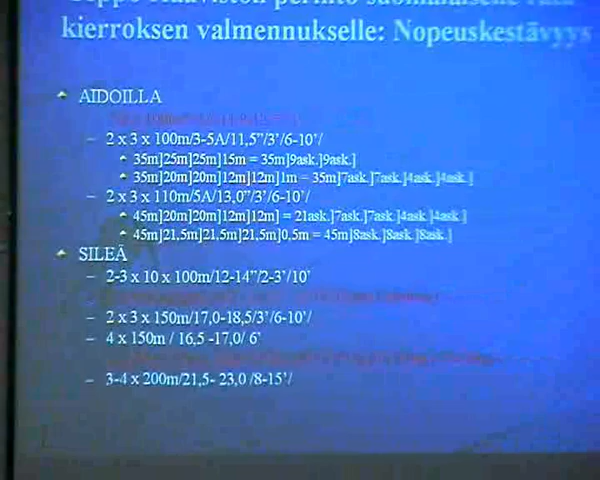 kierroksen valmennukselle: Nopeuskestävyys
AIDOILLA
– 2 x 3 x 100m/3-5A/11,5”/3’/6-10’/
35m]25m]25m]15m = 35m]9ask.]9ask.]
35m]20m]20m]12m]12m]1m = 35m]7ask.]7ask.]4ask.]4ask.]
– 2 x 3 x 110m/5A/13,0”/3’/6-10’/
45m]20m]20m]12m]12m] = 21ask.]7ask.]7ask.]4ask.]4ask.]
45m]21,5m]21,5m]21,5m]0,5m = 45m]8ask.]8ask.]8ask.]
SILEÄ
– 2-3 x 10 x 100m/12-14”/2-3’/10’
– 2 x 3 x 150m/17,0-18,5/3’/6-10’/
– 4 x 150m / 16,5 -17,0/ 6’
– 3-4 x 200m/21,5- 23,0 /8-15’/